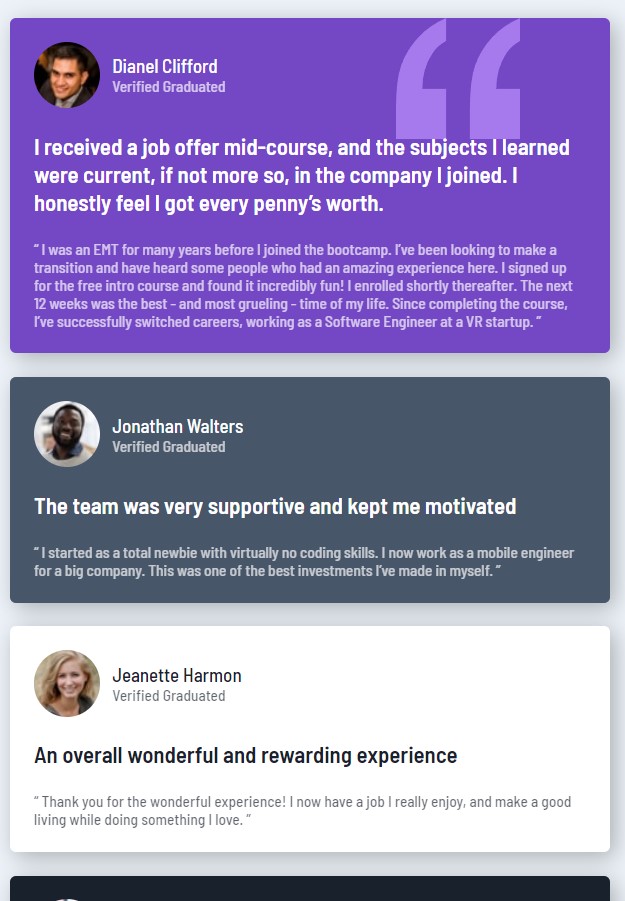 Dianel Clifford
Verified Graduated
I received a job offer mid-course, and the subjects I learned
were current, if not more so, in the company I joined. I
honestly feel I got every penny’s worth.
“ I was an EMT for many years before I joined the bootcamp. I’ve been looking to make a
transition and have heard some people who had an amazing experience here. I signed up
for the free intro course and found it incredibly fun! I enrolled shortly thereafter. The next
12 weeks was the best - and most grueling - time of my life. Since completing the course,
I’ve successfully switched careers, working as a Software Engineer at a VR startup. ”
Jonathan Walters
Verified Graduated
The team was very supportive and kept me motivated
“ I started as a total newbie with virtually no coding skills. I now work as a mobile engineer
for a big company. This was one of the best investments I’ve made in myself. ”
Jeanette Harmon
Verified Graduated
An overall wonderful and rewarding experience
“ Thank you for the wonderful experience! I now have a job I really enjoy, and make a good
living while doing something I love. ”